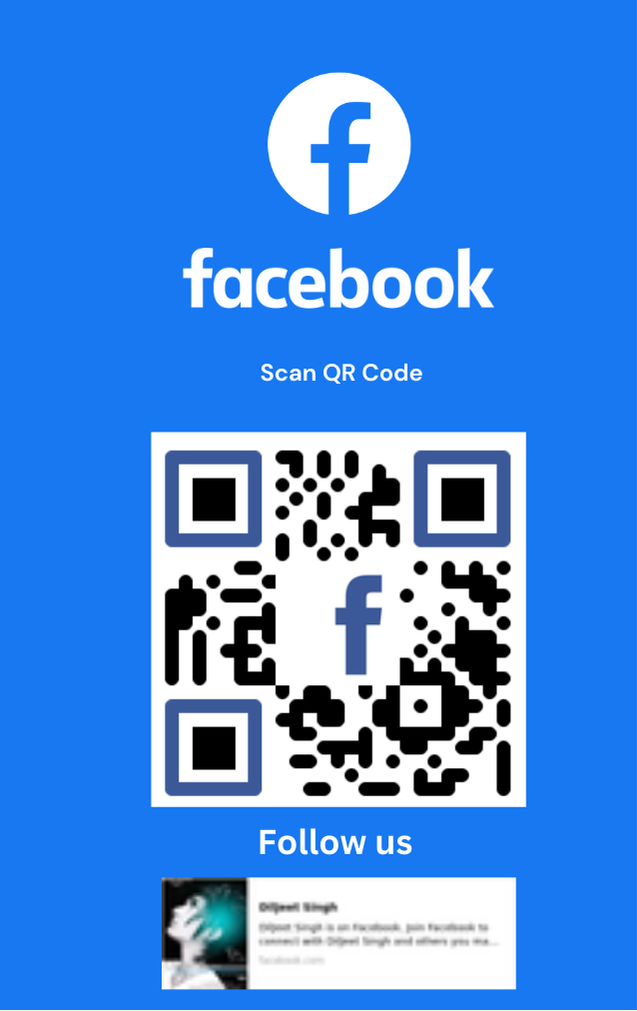 facebook
Scan QR Code
Follow us
Diljeet Singh
Diljeet Singh is on Facebook. Join Facebook to
connect with Diljeet Singh and others you ma...
facebook.com